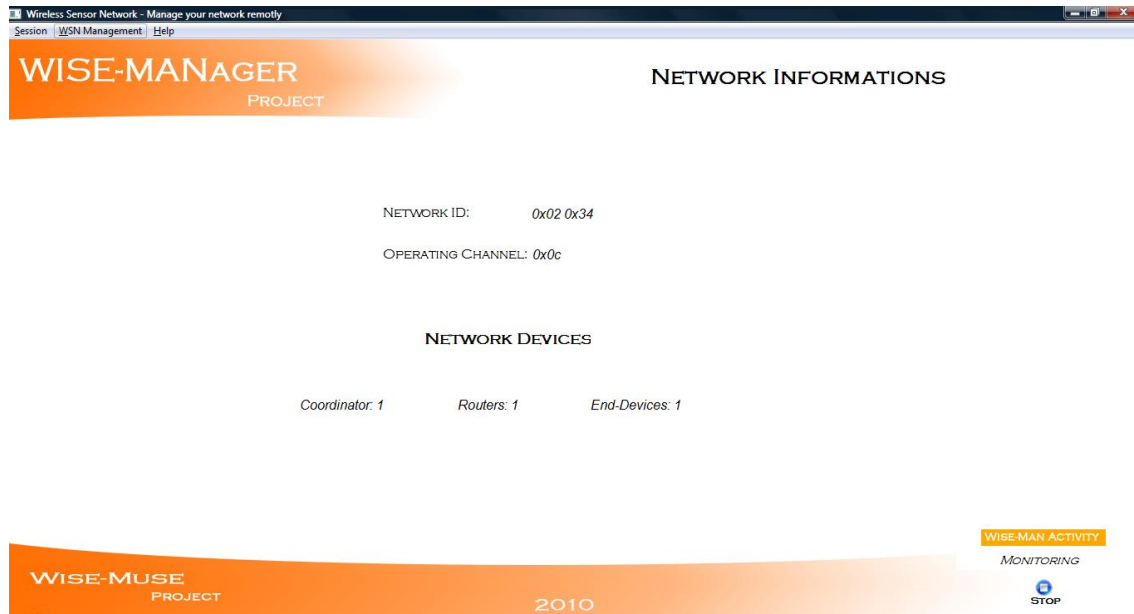 Wireless Sensor Network - Manage your network remotly
Session WSN Management Help
WISE-MANAGER
PROJECT
NETWORK INFORMATIONS
NETWORK ID: 0x02 0x34
OPERATING CHANNEL: 0x0c
NETWORK DEVICES
Coordinator: 1 Routers: 1 End-Devices: 1
WISE-MAN ACTIVITY
MONITORING
STOP
WISE-MUSE
PROJECT
2010